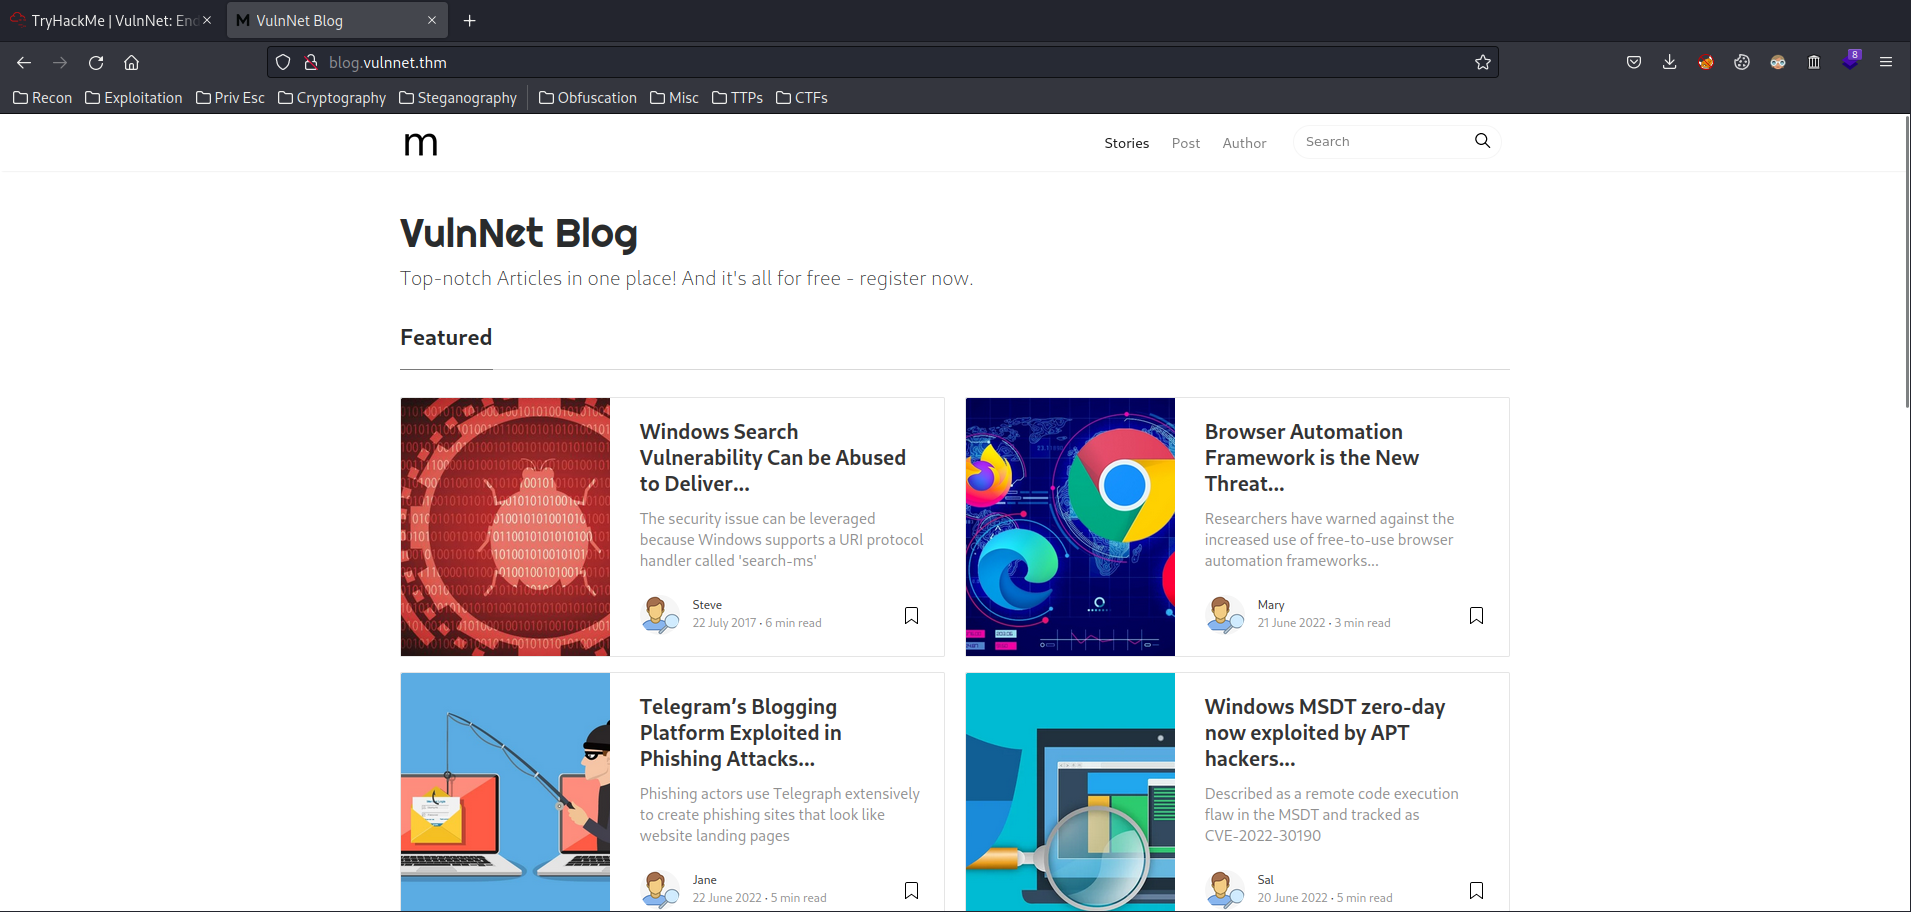 TryHackMe | VulnNet: End
M VulnNet Blog
blog.vulnnet.thm
8
Recon Exploitation Priv Esc Cryptography Steganography Obfuscation Misc TTPs CTFs
m
Stories Post Author Search
VulnNet Blog
Top-notch Articles in one place! And it's all for free - register now.
Featured
Windows Search
Vulnerability Can be Abused
to Deliver...
The security issue can be leveraged
because Windows supports a URI protocol
handler called 'search-ms'
Steve
22 July 2017 · 6 min read
Browser Automation
Framework is the New
Threat...
Researchers have warned against the
increased use of free-to-use browser
automation frameworks...
Mary
21 June 2022 · 3 min read
Telegram’s Blogging
Platform Exploited in
Phishing Attacks...
Phishing actors use Telegraph extensively
to create phishing sites that look like
website landing pages
Jane
22 June 2022 · 5 min read
Windows MSDT zero-day
now exploited by APT
hackers...
Described as a remote code execution
flaw in the MSDT and tracked as
CVE-2022-30190
Sal
20 June 2022 · 5 min read